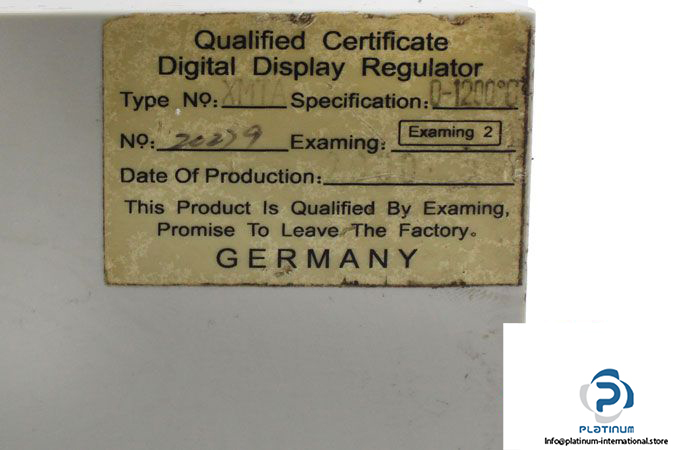 Qualified Certificate
Digital Display Regulator
Type №: XMTA Specification: 0-1200°C
№: 20279 Examing: Examing 2
Date Of Production:
This Product Is Qualified By Examing,
Promise To Leave The Factory。
GERMANY
PLATINUM
Info@platinum-international.store